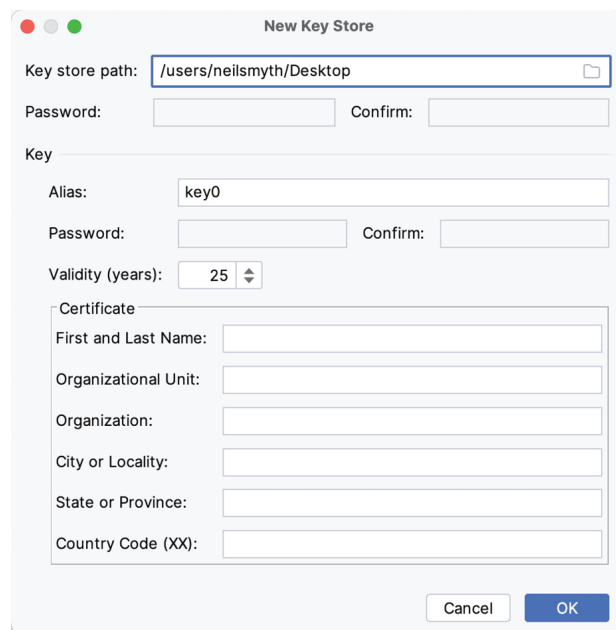 New Key Store
Key store path: /users/neilsmyth/Desktop
Password: Confirm:
Key
Alias: key0
Password: Confirm:
Validity (years): 25
Certificate
First and Last Name:
Organizational Unit:
Organization:
City or Locality:
State or Province:
Country Code (XX):
Cancel OK